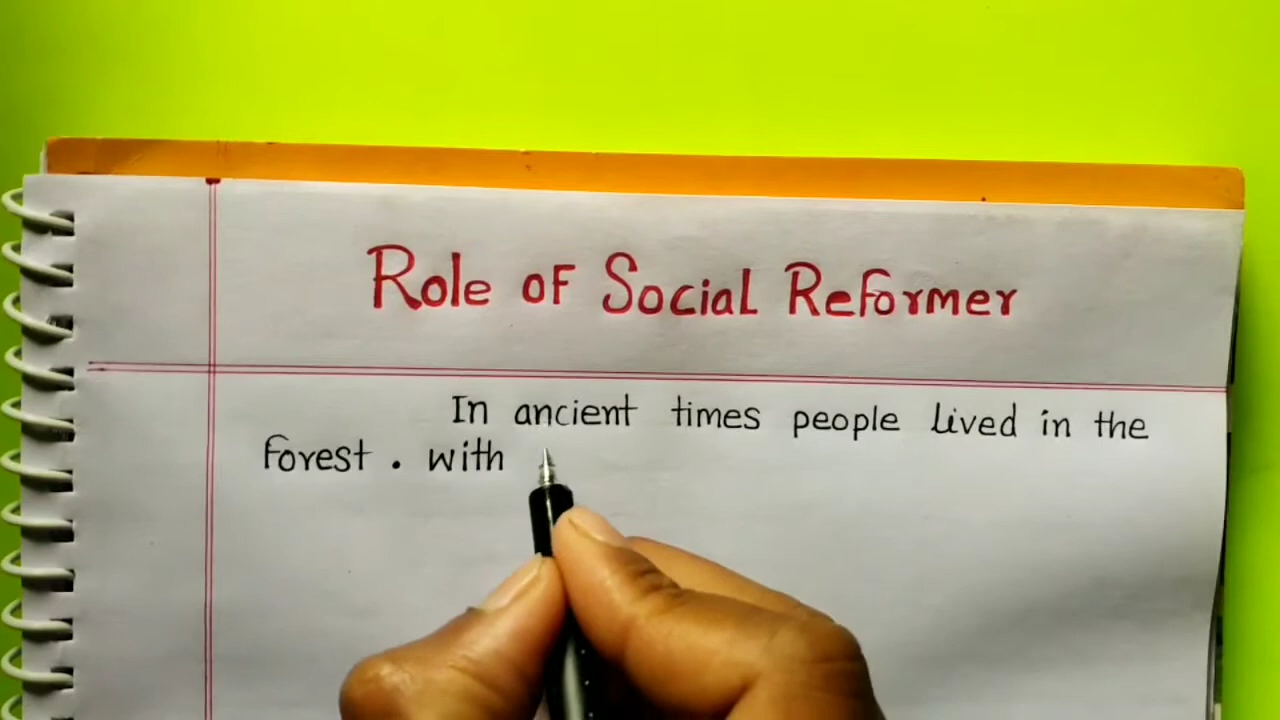 Role of Social Reformer
In ancient times people lived in the
forest. with